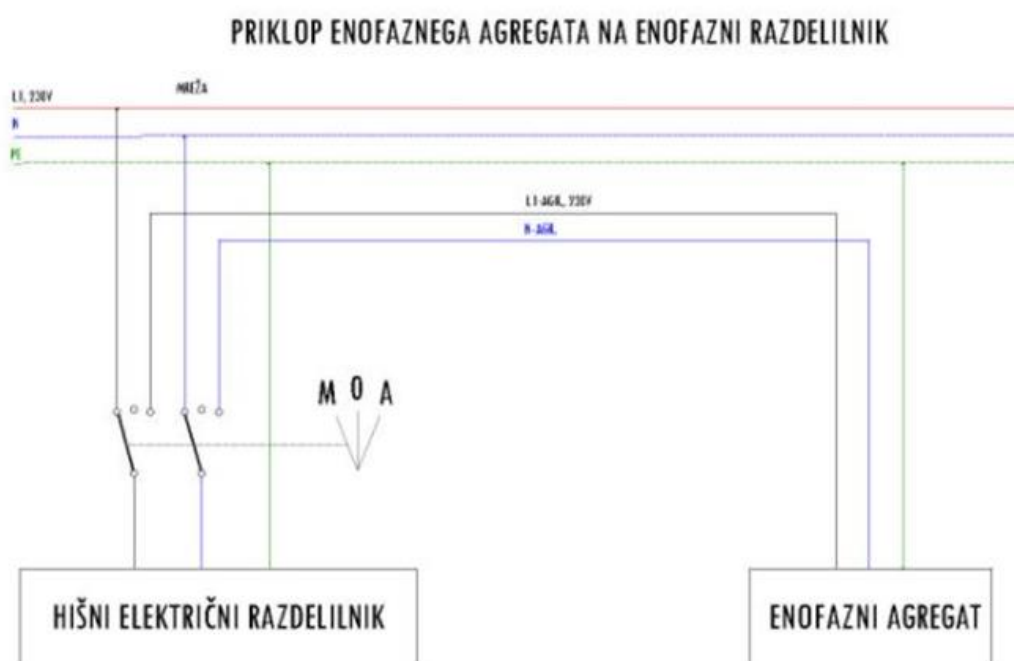 PRIKLOP ENOFAZNEGA AGREGATA NA ENOFAZNI RAZDELILNIK
MREŽA
L1, 230V
N
PE
L1-AGR., 230V
N-AGR.
M 0 A
HIŠNI ELEKTRIČNI RAZDELILNIK
ENOFAZNI AGREGAT